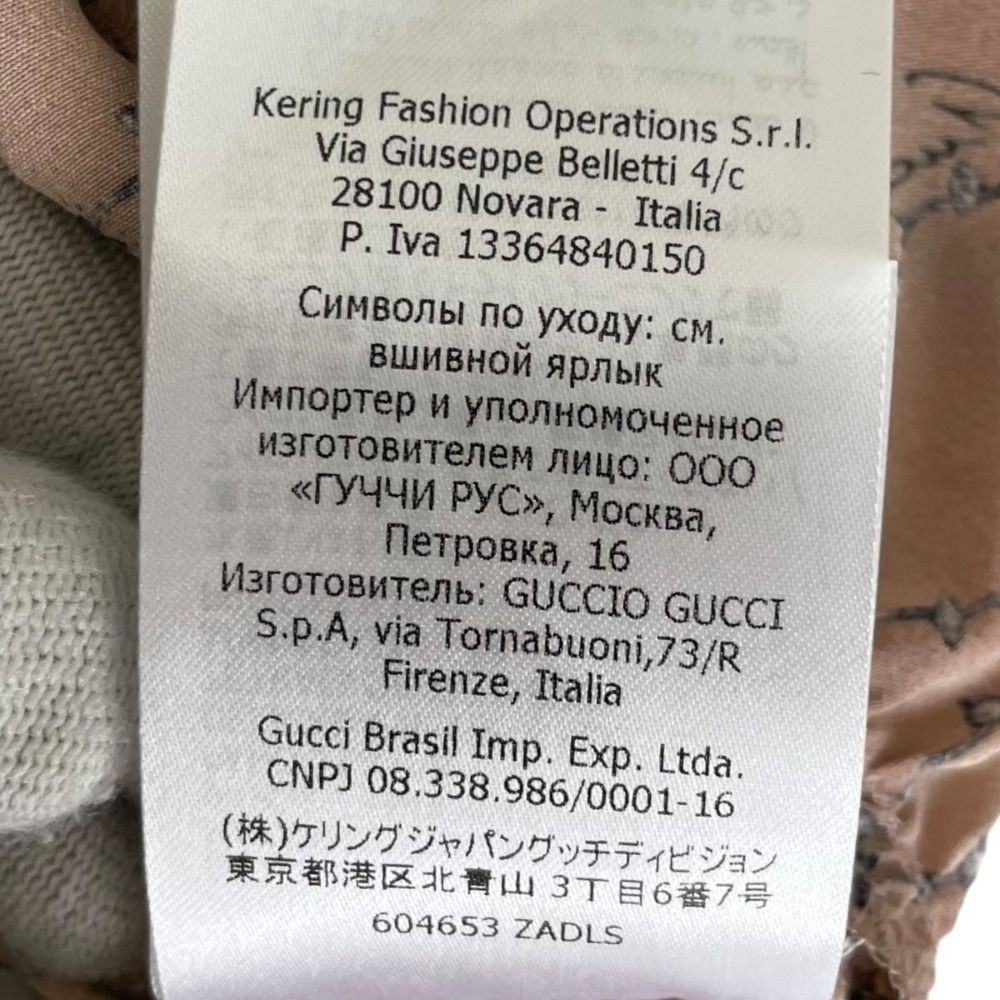 Kering Fashion Operations S.r.l.
Via Giuseppe Belletti 4/c
28100 Novara - Italia
P. Iva 13364840150
Символы по уходу: см.
вшивной ярлык
Импортер и уполномоченное
изготовителем лицо: ООО
«ГУЧЧИ РУС», Москва,
Петровка, 16
Изготовитель: GUCCIO GUCCI
S.p.A, via Tornabuoni,73/R
Firenze, Italia
Gucci Brasil Imp. Exp. Ltda.
CNPJ 08.338.986/0001-16
(株)ケリングジャパングッチディビジョン
東京都港区北青山 3丁目6番7号
604653 ZADLS